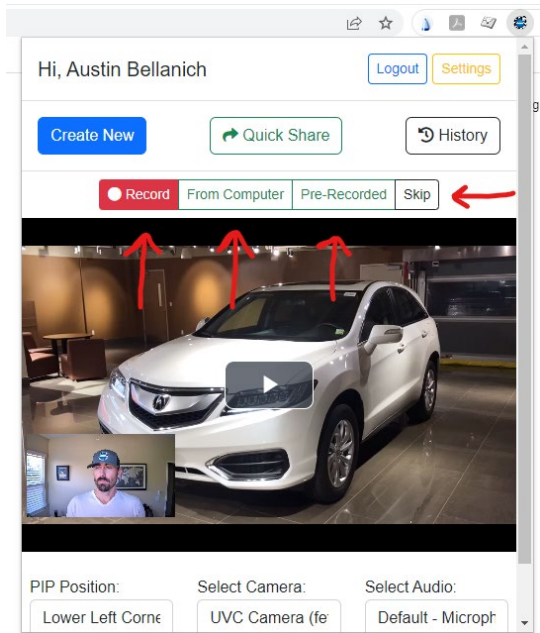 Hi, Austin Bellanich
Logout
Settings
Create New
Quick Share
History
Record
From Computer
Pre-Recorded
Skip
PIP Position:
Select Camera:
Select Audio:
Lower Left Corne
UVC Camera (fe
Default - Microph
g